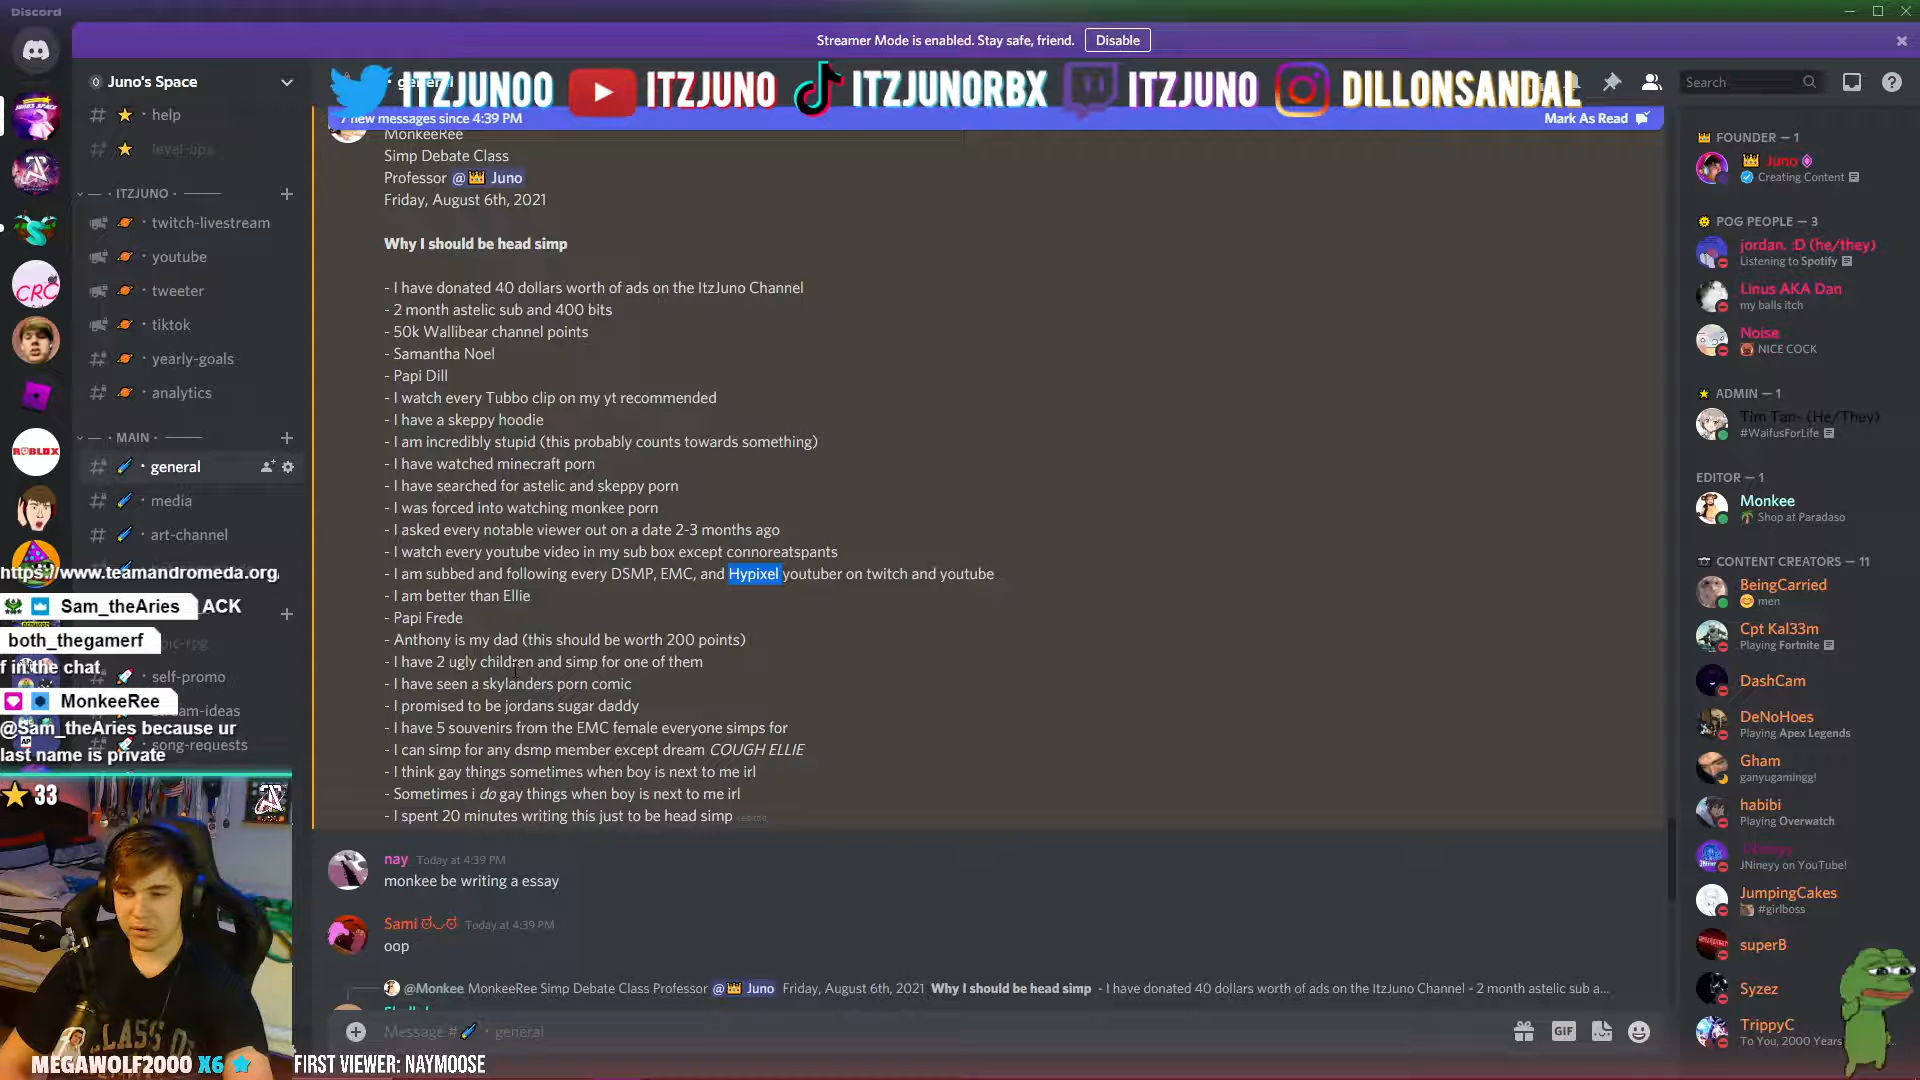 Discord
Streamer Mode is enabled. Stay safe, friend. Disable
Juno's Space
ITZJUNOO ITZJUNO ITZJUNORBX ITZJUNO DILLONSANDAL
Search
7 new messages since 4:39 PM
Mark As Read
help
level-ups
ITZJUNO
twitch-livestream
youtube
tweeter
tiktok
yearly-goals
analytics
MAIN
general
media
art-channel
https://www.teamandromeda.org.
Sam_theAries ACK
both_thegamerf
f in the chat
self-promo
MonkeeRee
@Sam_theAries because ur
last name is private
song-requests
33
CRC
ROBLOX
MonkeeRee
Simp Debate Class
Professor @ Juno
Friday, August 6th, 2021
Why I should be head simp
- I have donated 40 dollars worth of ads on the ItzJuno Channel
- 2 month astelic sub and 400 bits
- 50k Wallibear channel points
- Samantha Noel
- Papi Dill
- I watch every Tubbo clip on my yt recommended
- I have a skeppy hoodie
- I am incredibly stupid (this probably counts towards something)
- I have watched minecraft porn
- I have searched for astelic and skeppy porn
- I was forced into watching monkee porn
- I asked every notable viewer out on a date 2-3 months ago
- I watch every youtube video in my sub box except connoreatspants
- I am subbed and following every DSMP, EMC, and Hypixel youtuber on twitch and youtube
- I am better than Ellie
- Papi Frede
- Anthony is my dad (this should be worth 200 points)
- I have 2 ugly children and simp for one of them
- I have seen a skylanders porn comic
- I promised to be jordans sugar daddy
- I have 5 souvenirs from the EMC female everyone simps for
- I can simp for any dsmp member except dream COUGH ELLIE
- I think gay things sometimes when boy is next to me irl
- Sometimes i do gay things when boy is next to me irl
- I spent 20 minutes writing this just to be head simp (edited)
nay Today at 4:39 PM
monkee be writing a essay
Sami Today at 4:39 PM
oop
@Monkee MonkeeRee Simp Debate Class Professor @ Juno Friday, August 6th, 2021 Why I should be head simp - I have donated 40 dollars worth of ads on the ItzJuno Channel - 2 month astelic sub a...
Message # · general
GIF
MEGAWOLF2000 X6
FIRST VIEWER: NAYMOOSE
FOUNDER — 1
Juno
Creating Content
POG PEOPLE — 3
jordan. :D (he/they)
Listening to Spotify
Linus AKA Dan
my balls itch
Noise
NICE COCK
ADMIN — 1
Tim Tan- (He/They)
#WaifusForLife
EDITOR — 1
Monkee
Shop at Paradaso
CONTENT CREATORS — 11
BeingCarried
men
Cpt Kal33m
Playing Fortnite
DashCam
DeNoHoes
Playing Apex Legends
Gham
ganyugamingg!
habibi
Playing Overwatch
JNineyy
JNineyy on YouTube!
JumpingCakes
#girlboss
superB
Syzez
TrippyC
To You, 2000 Years